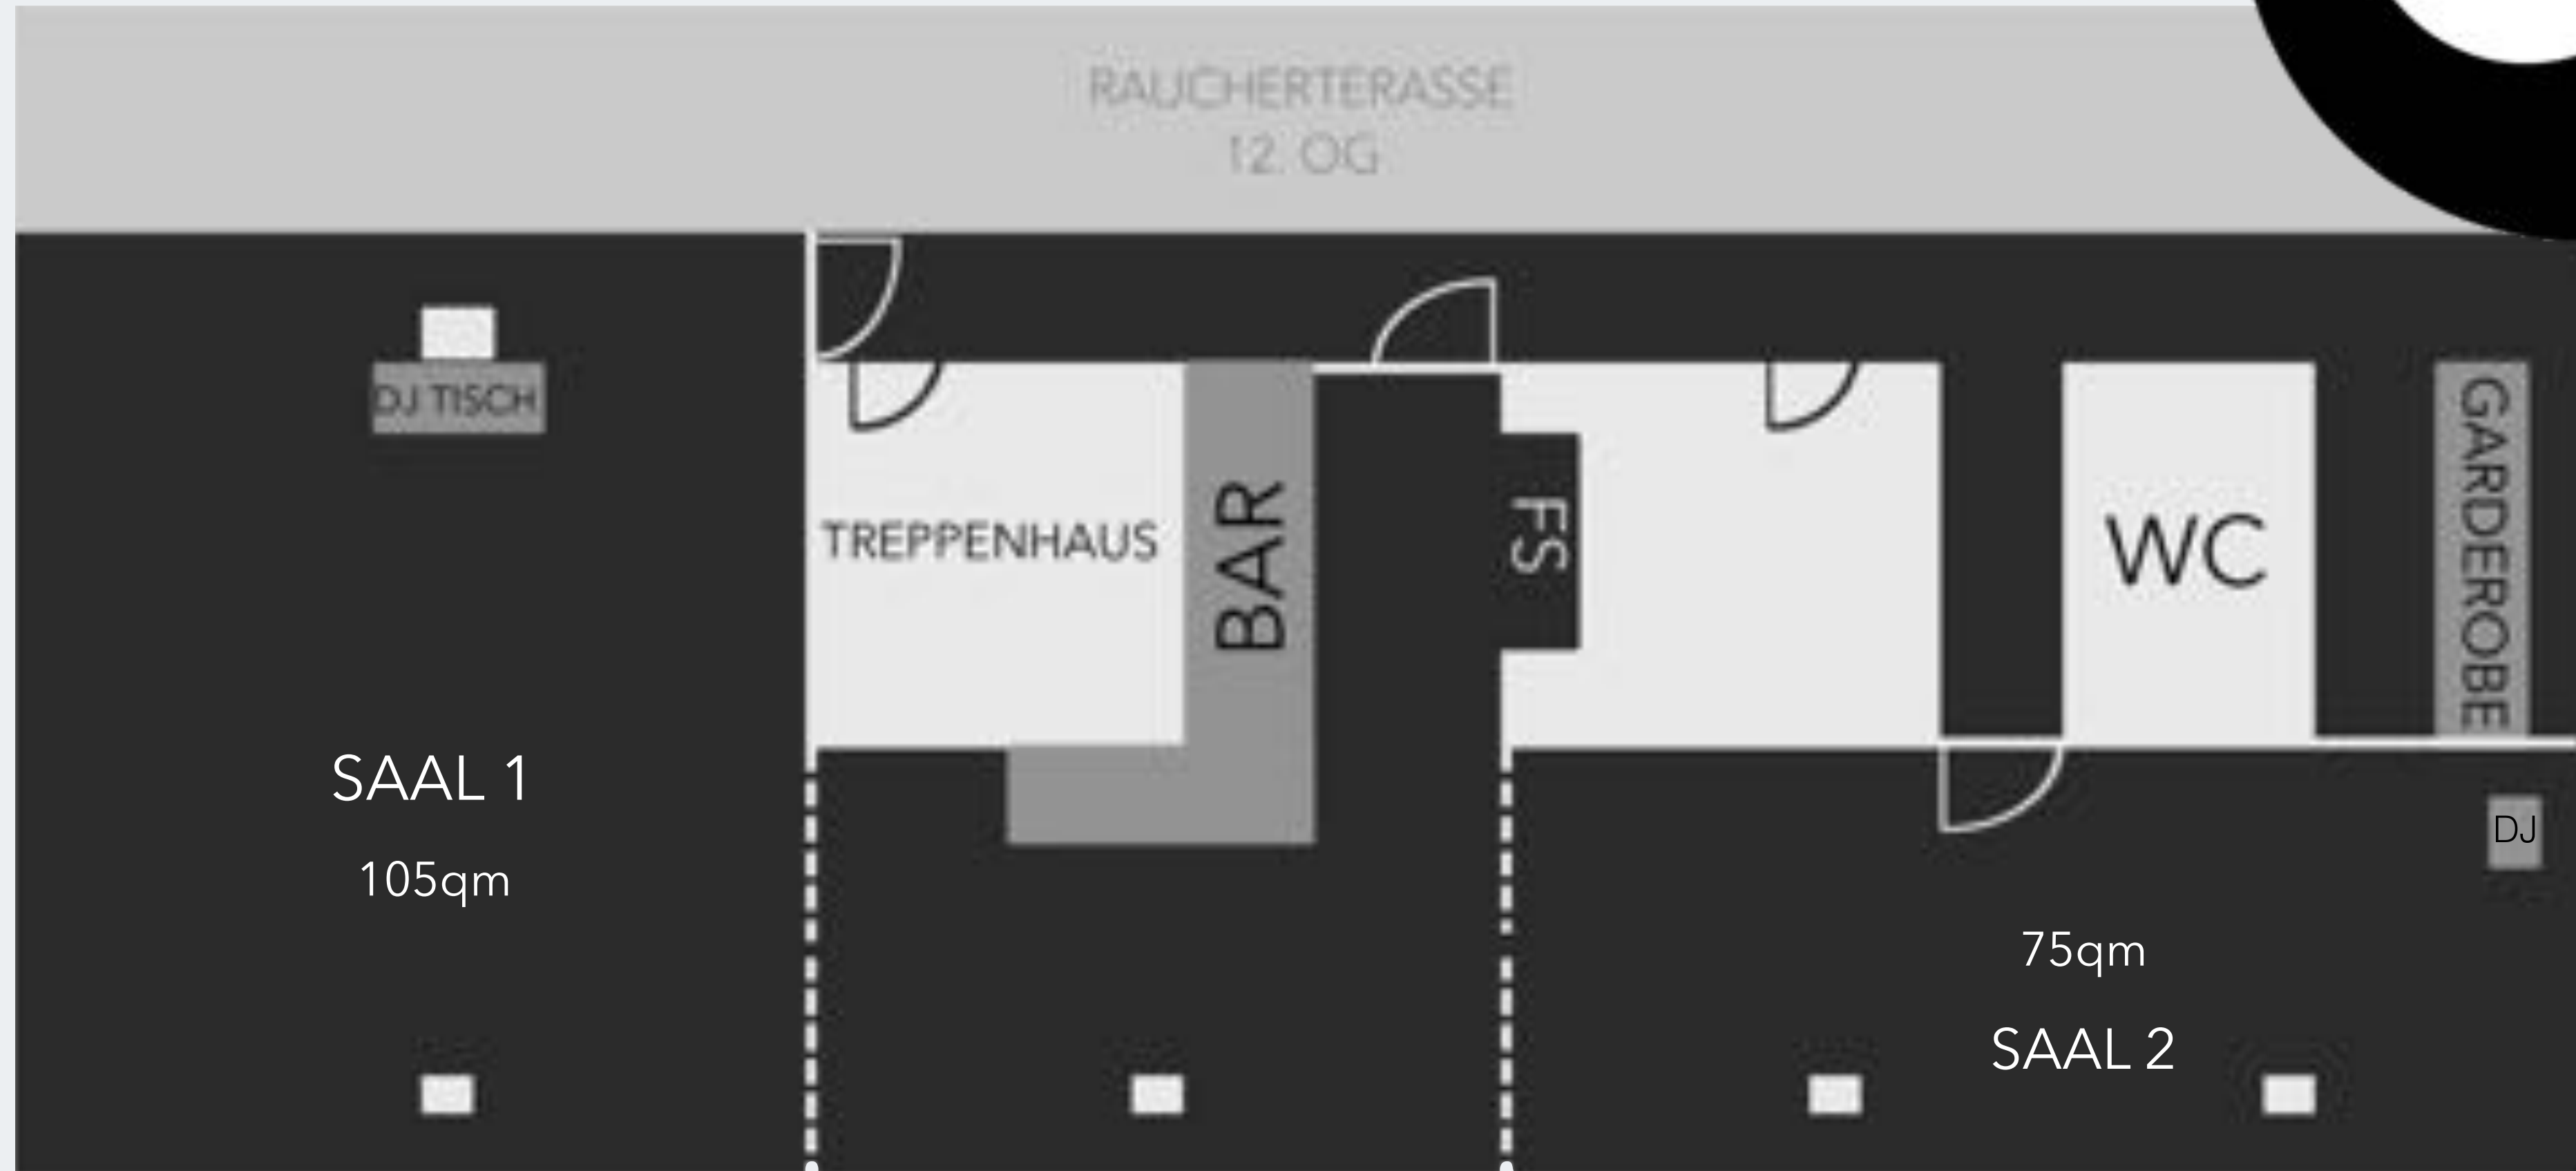 RAUCHERTERASSE
12. OG
DJ TISCH
TREPPENHAUS
BAR
FS
WC
GARDEROBE
SAAL 1
105qm
DJ
75qm
SAAL 2